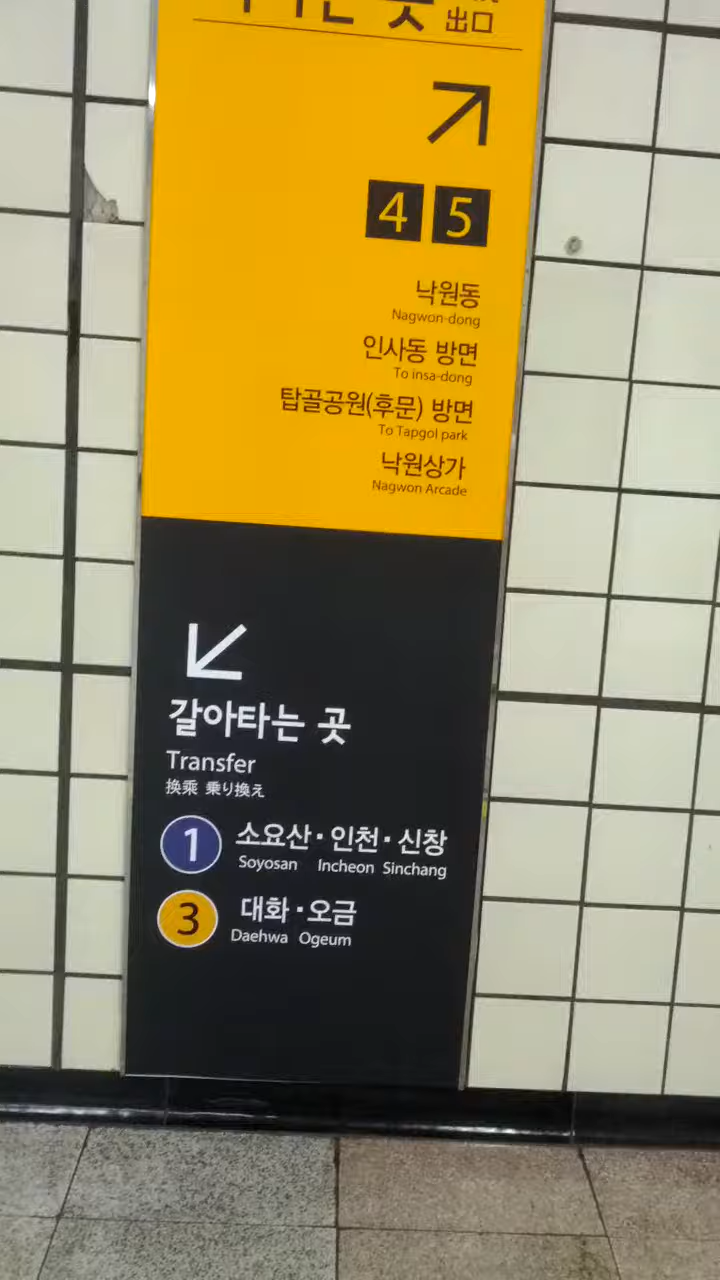 出口
4 5
낙원동
Nagwon-dong
인사동 방면
To insa-dong
탑골공원(후문) 방면
To Tapgol park
낙원상가
Nagwon Arcade
갈아타는 곳
Transfer
換乘 乗り換え
1 소요산·인천·신창
Soyosan Incheon Sinchang
3 대화·오금
Daehwa Ogeum